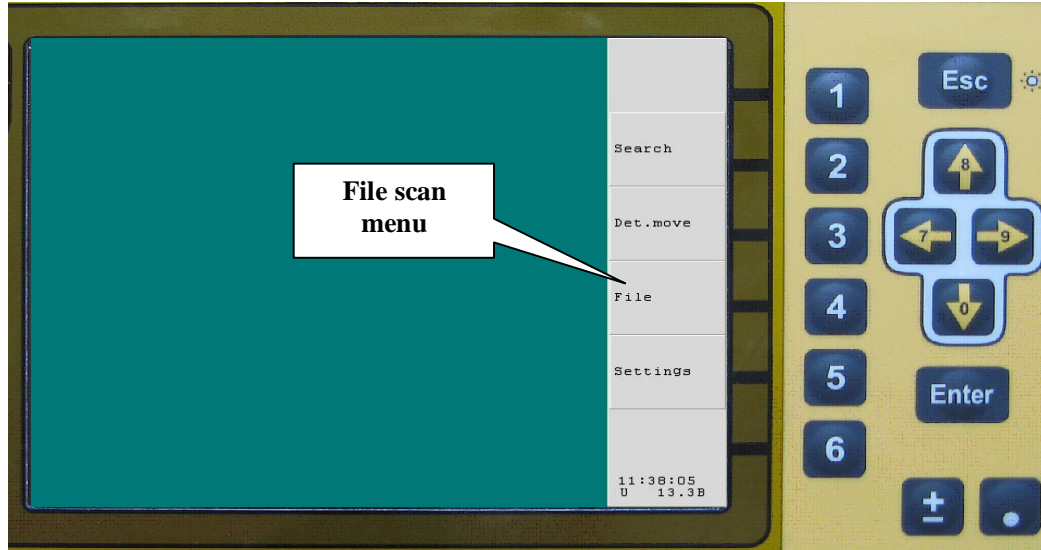 File scan
menu
Search
Det.move
File
Settings
11:38:05
U 13.3B
1
2
3
4
5
6
Esc
8
7
9
0
Enter
±
.